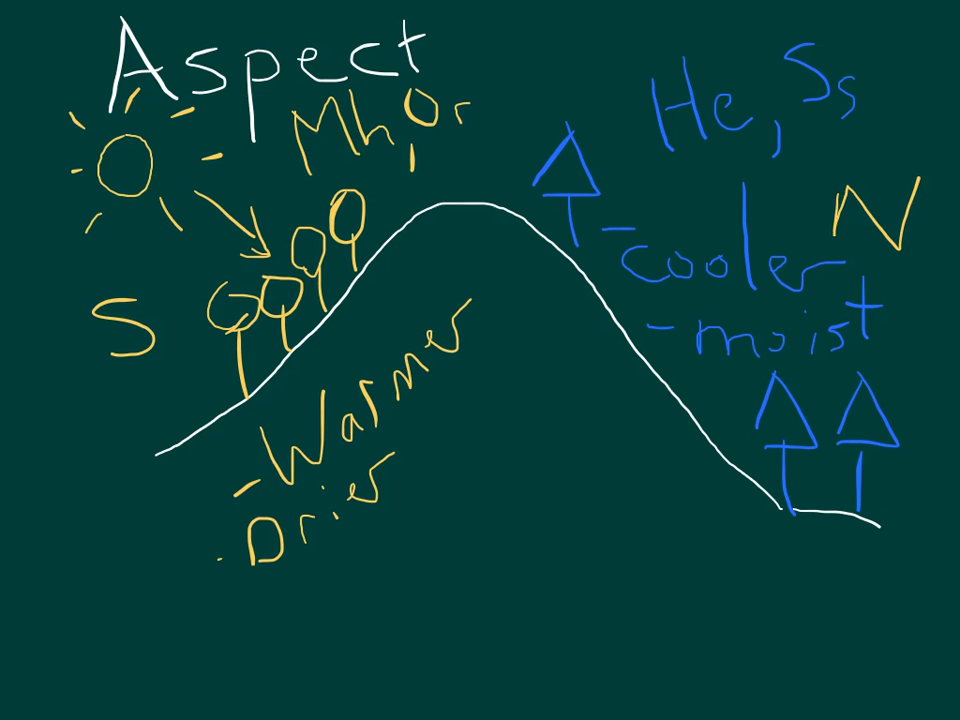 Aspect
Mh, Or
He, Ss
N
S
- cooler
- moist
- Warmer
- Drier